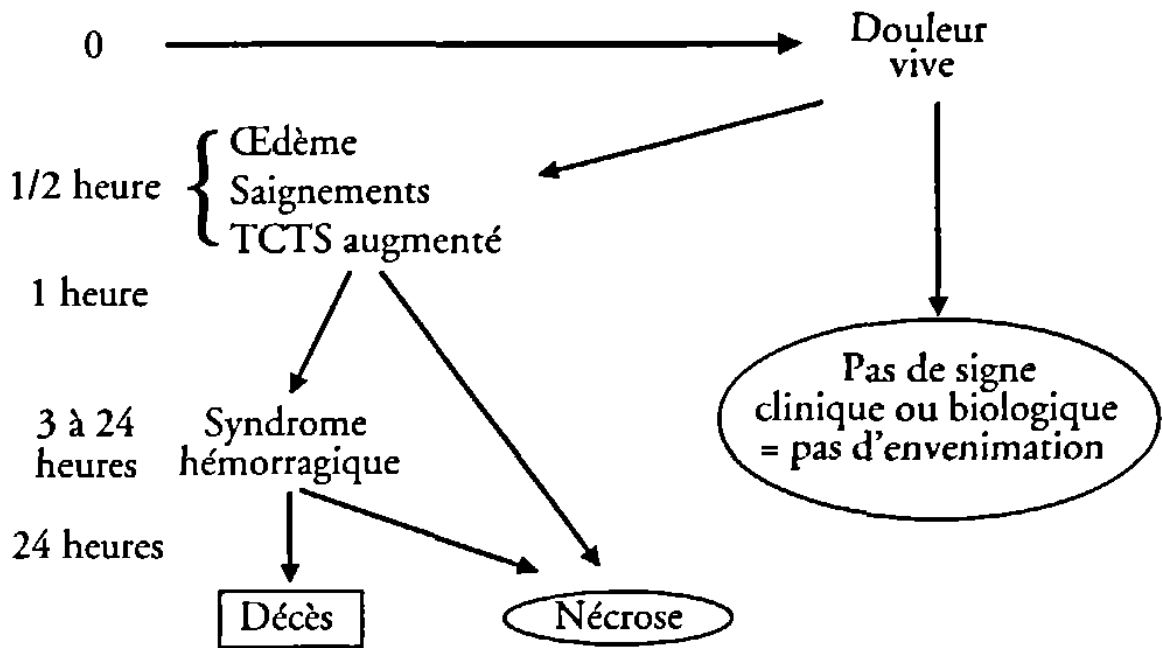 0
Douleur
vive
1/2 heure
Œdème
Saignements
TCTS augmenté
1 heure
Pas de signe
clinique ou biologique
= pas d'envenimation
3 à 24
heures
Syndrome
hémorragique
24 heures
Décès
Nécrose